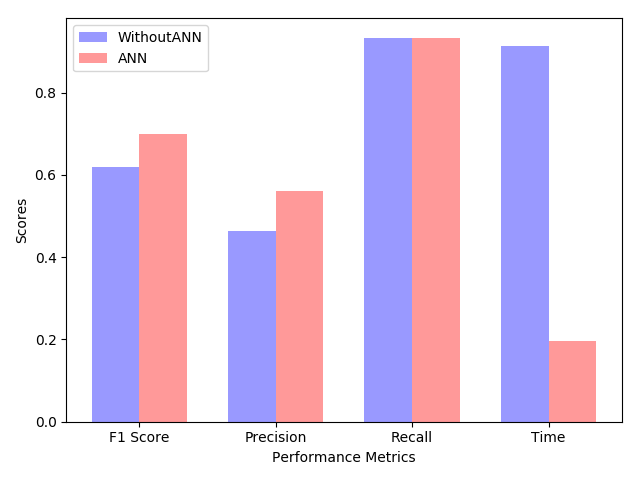 WithoutANN
ANN
Scores
0.8
0.6
0.4
0.2
0.0
F1 Score Precision Recall Time
Performance Metrics